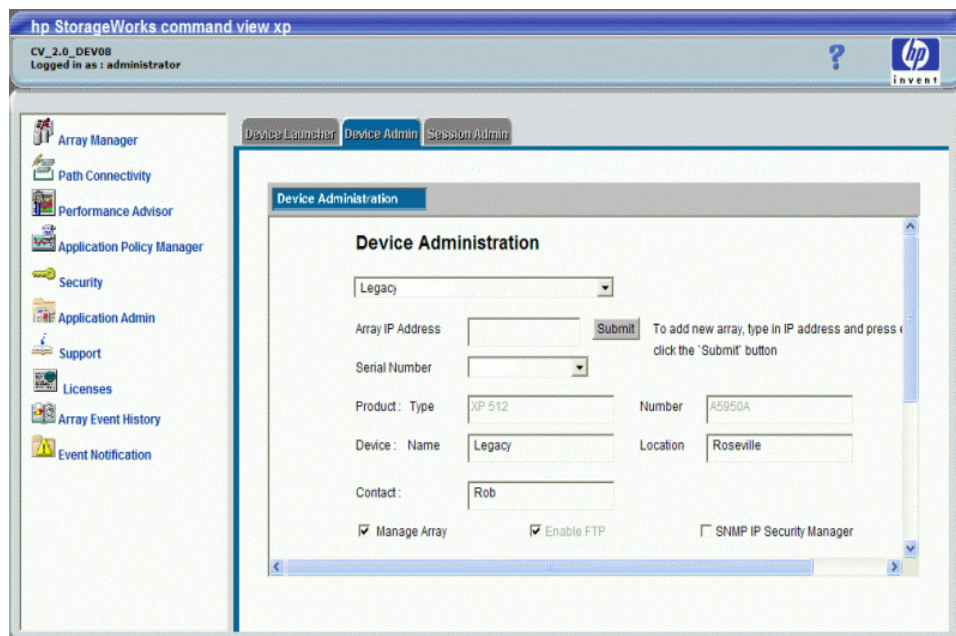 hp StorageWorks command view xp
CV_2.0_DEV08
Logged in as : administrator
?
hp
invent
Array Manager
Path Connectivity
Performance Advisor
Application Policy Manager
Security
Application Admin
Support
Licenses
Array Event History
Event Notification
Device Launcher Device Admin Session Admin
Device Administration
Device Administration
Legacy
Array IP Address Submit To add new array, type in IP address and press
click the `Submit' button
Serial Number
Product : Type XP 512 Number A5950A
Device : Name Legacy Location Roseville
Contact : Rob
Manage Array Enable FTP SNMP IP Security Manager